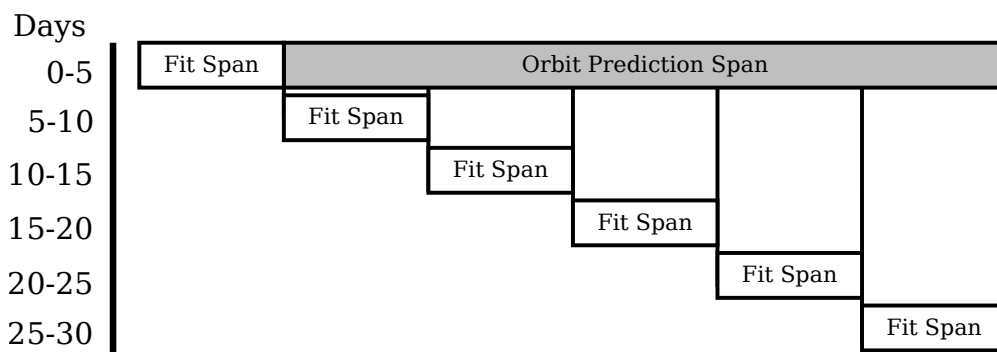 Days
0-5
Fit Span
Orbit Prediction Span
5-10
Fit Span
10-15
Fit Span
15-20
Fit Span
20-25
Fit Span
25-30
Fit Span